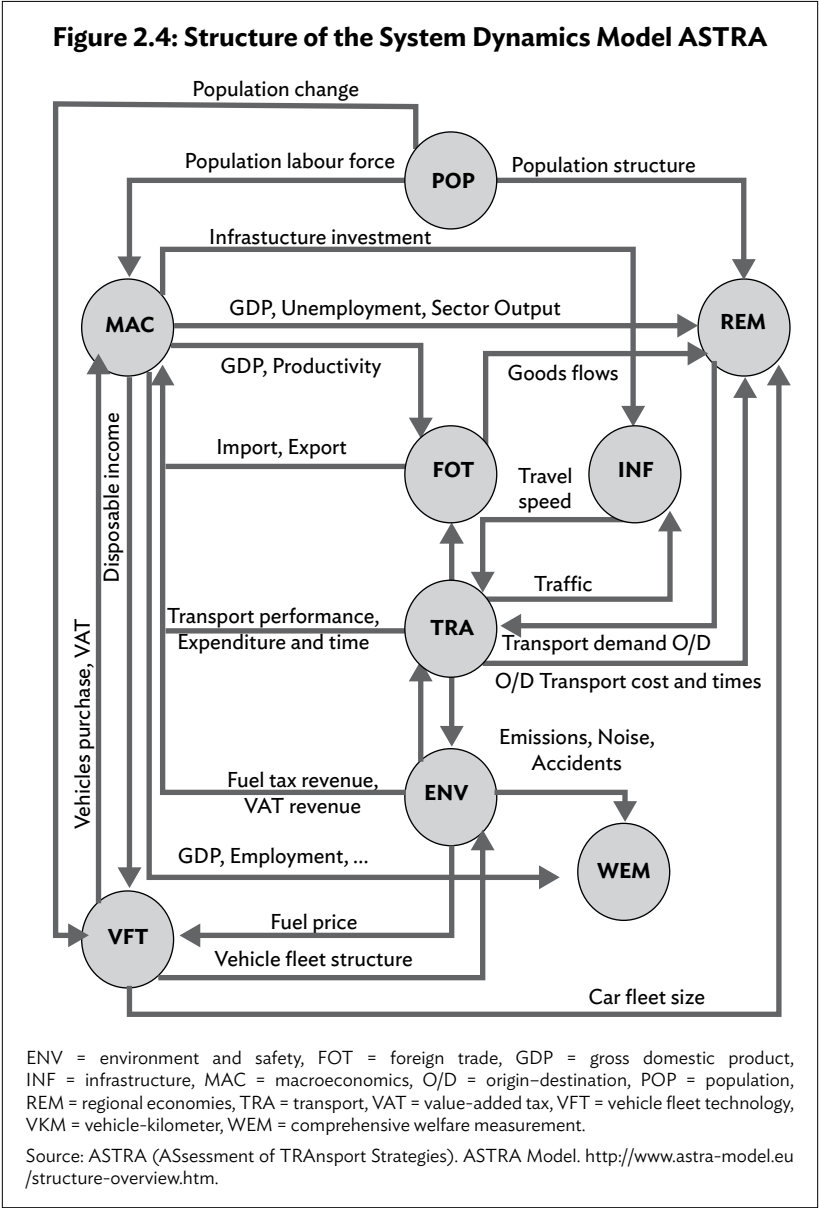 Figure 2.4: Structure of the System Dynamics Model ASTRA
Population change
Population labour force
POP
Population structure
Infrastucture investment
MAC
GDP, Unemployment, Sector Output
REM
GDP, Productivity
Goods flows
Disposable income
Import, Export
FOT
INF
Travel
speed
Traffic
Transport performance,
Expenditure and time
TRA
Transport demand O/D
O/D Transport cost and times
Vehicles purchase, VAT
Emissions, Noise,
Accidents
Fuel tax revenue,
VAT revenue
ENV
GDP, Employment, ...
WEM
VFT
Fuel price
Vehicle fleet structure
Car fleet size
ENV = environment and safety, FOT = foreign trade, GDP = gross domestic product,
INF = infrastructure, MAC = macroeconomics, O/D = origin–destination, POP = population,
REM = regional economies, TRA = transport, VAT = value-added tax, VFT = vehicle fleet technology,
VKM = vehicle-kilometer, WEM = comprehensive welfare measurement.
Source: ASTRA (ASsessment of TRAnsport Strategies). ASTRA Model. http://www.astra-model.eu
/structure-overview.htm.